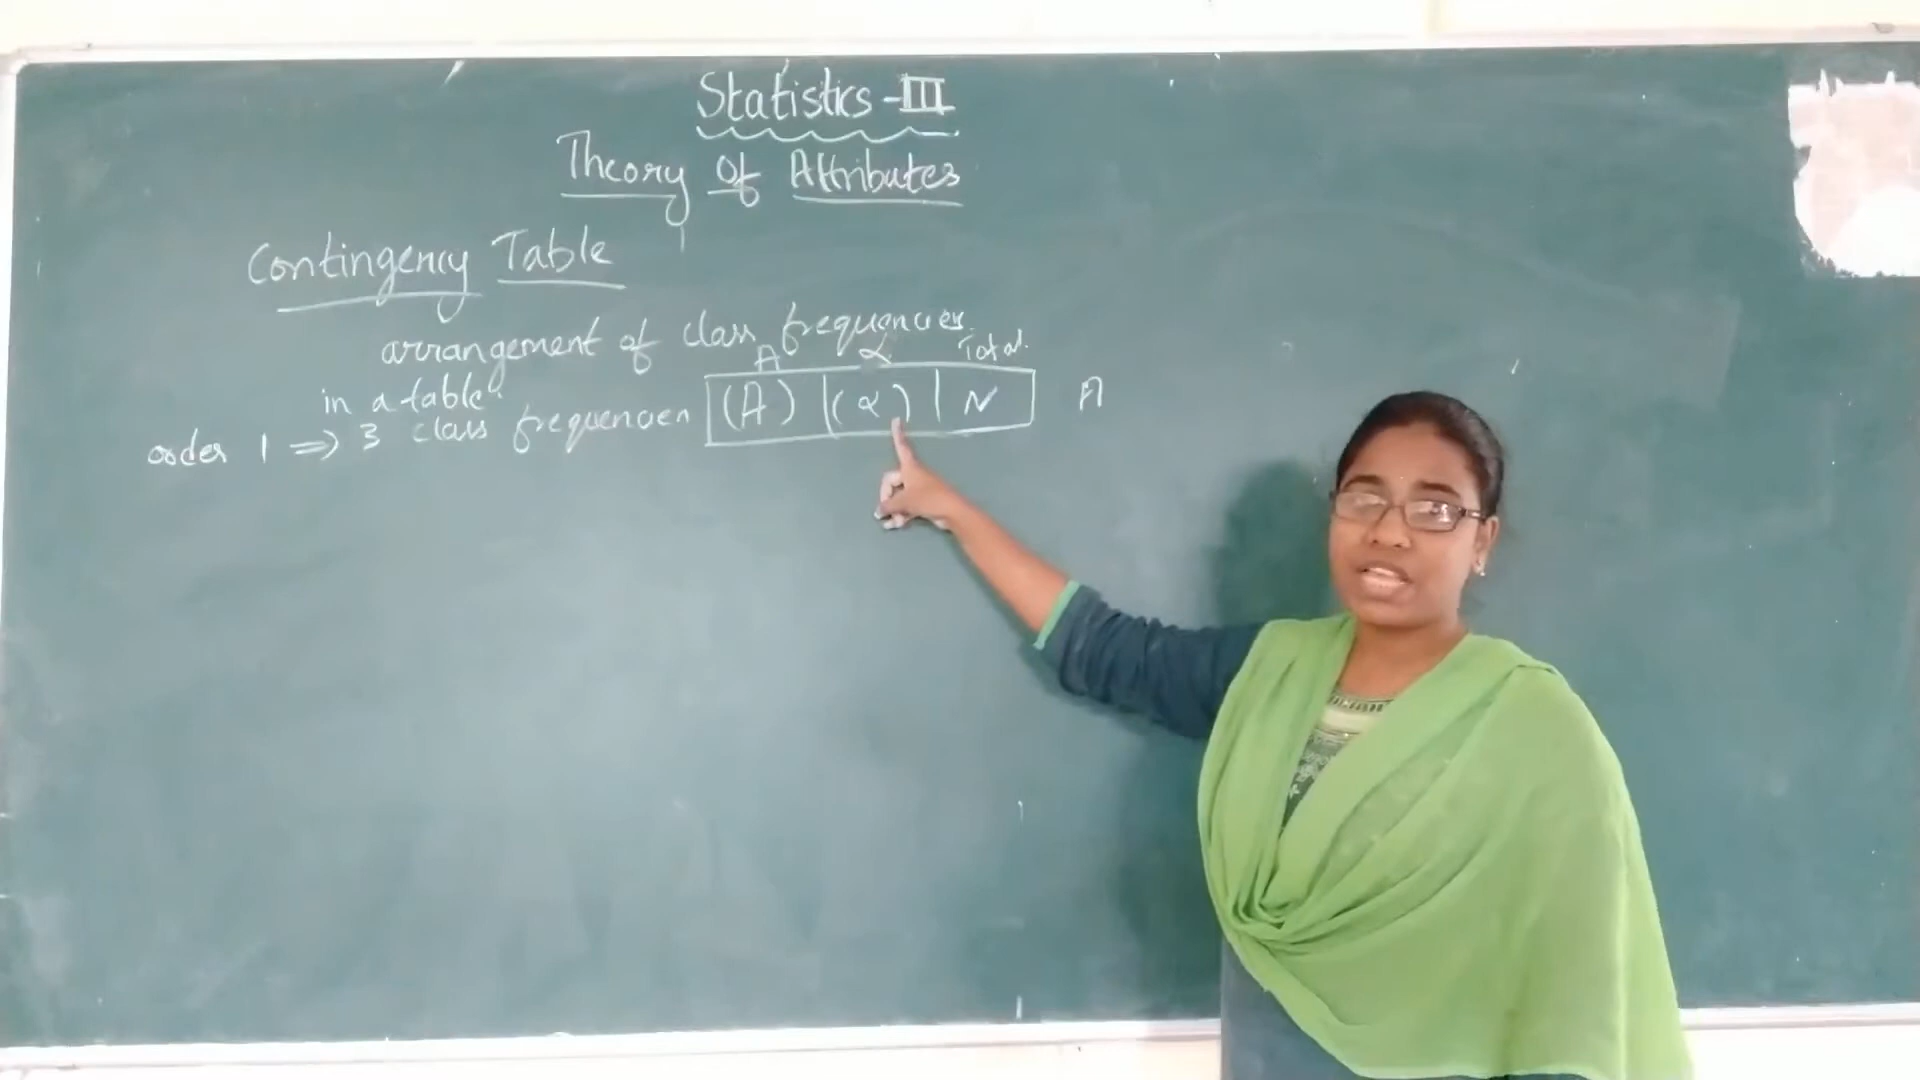 Statistics-III
Theory Of Attributes
Contingency Table
arrangement of class frequencies
in a table.
A α Total.
order 1 ⇒ 3 class frequencies (A) | (α) | N
A